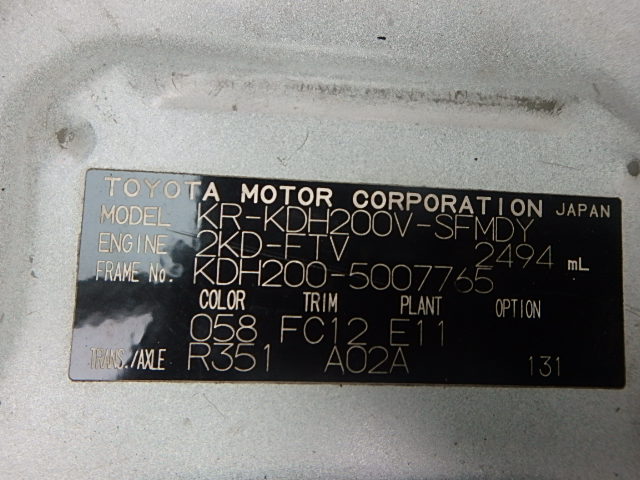 TOYOTA MOTOR CORPORATION JAPAN
MODEL KR-KDH200V-SFMDY
ENGINE 2KD-FTV 2494 mL
FRAME No. KDH200-5007765
COLOR TRIM PLANT OPTION
058 FC12 E11
TRANS./AXLE R351 A02A 131